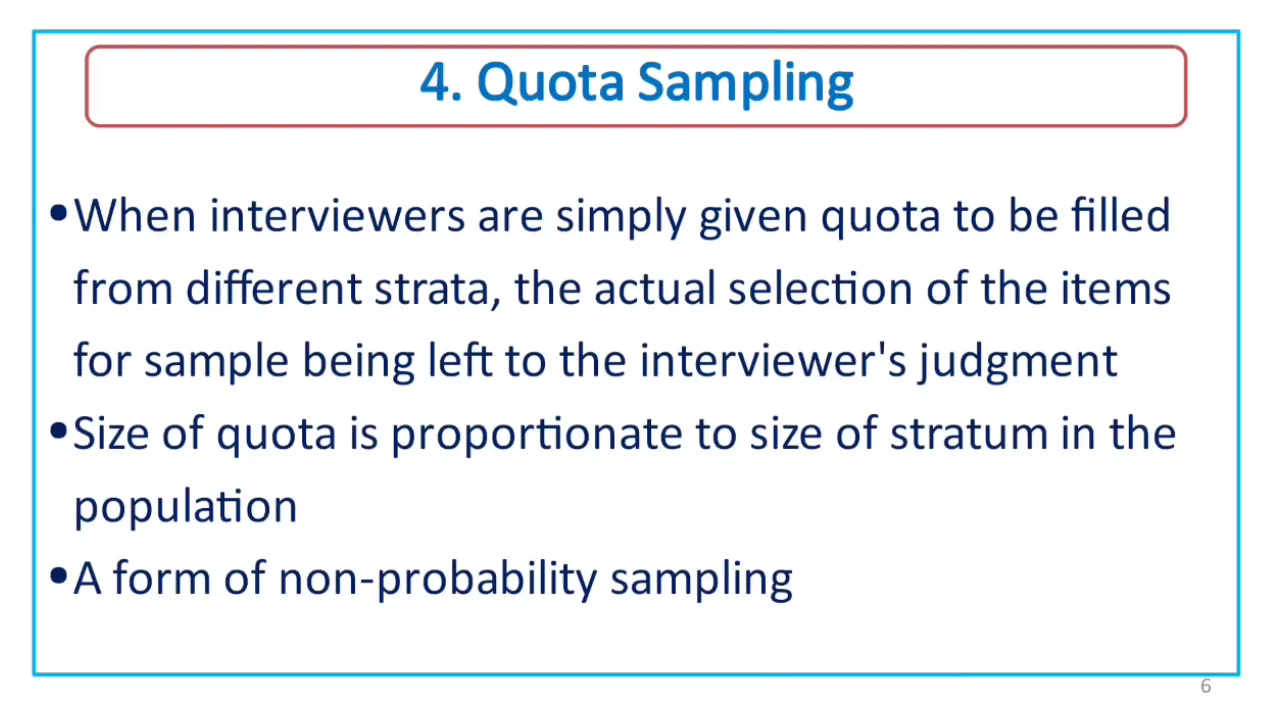 4. Quota Sampling
•When interviewers are simply given quota to be filled
from different strata, the actual selection of the items
for sample being left to the interviewer's judgment
•Size of quota is proportionate to size of stratum in the
population
•A form of non-probability sampling
6